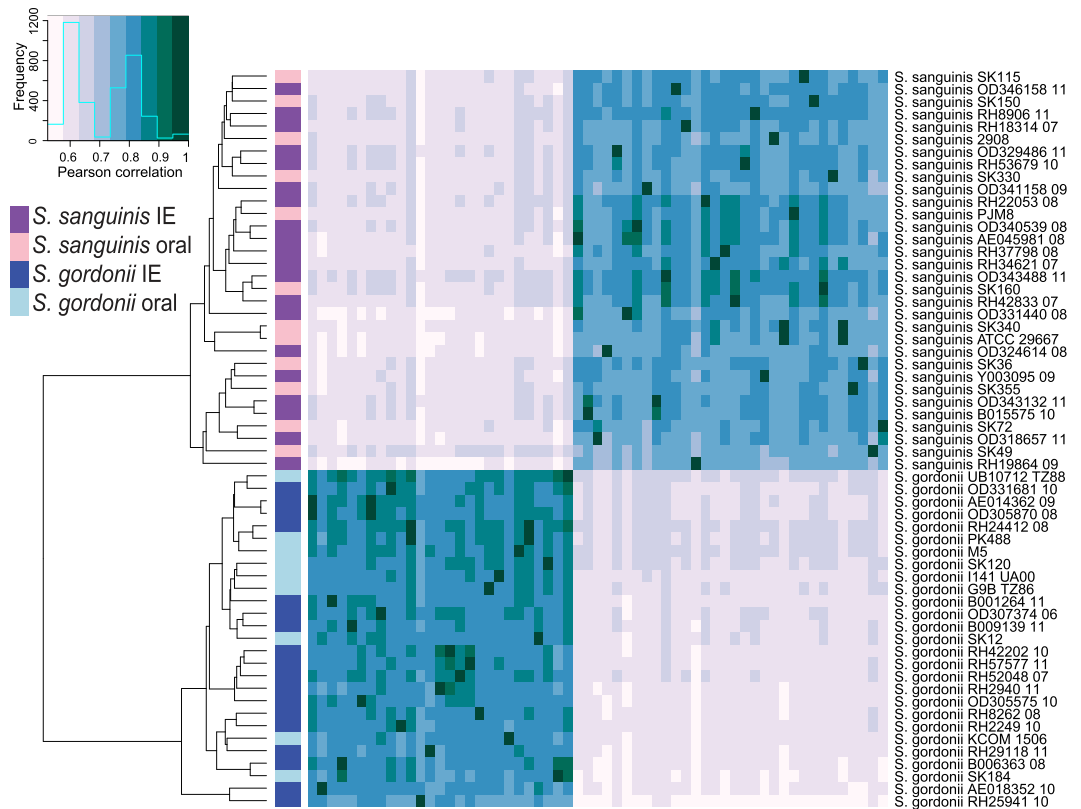 Frequency
1200
800
400
0
0.6 0.7 0.8 0.9 1
Pearson correlation
S. sanguinis IE
S. sanguinis oral
S. gordonii IE
S. gordonii oral
S. sanguinis SK115
S. sanguinis OD346158 11
S. sanguinis SK150
S. sanguinis RH8906 11
S. sanguinis RH18314 07
S. sanguinis 2908
S. sanguinis OD329486 11
S. sanguinis RH53679 10
S. sanguinis SK330
S. sanguinis OD341158 09
S. sanguinis RH22053 08
S. sanguinis PJM8
S. sanguinis OD340539 08
S. sanguinis AE045981 08
S. sanguinis RH37798 08
S. sanguinis RH34621 07
S. sanguinis OD343488 11
S. sanguinis SK160
S. sanguinis RH42833 07
S. sanguinis OD331440 08
S. sanguinis SK340
S. sanguinis ATCC 29667
S. sanguinis OD324614 08
S. sanguinis SK36
S. sanguinis Y003095 09
S. sanguinis SK355
S. sanguinis OD343132 11
S. sanguinis B015575 10
S. sanguinis SK72
S. sanguinis OD318657 11
S. sanguinis SK49
S. sanguinis RH19864 09
S. gordonii UB10712 TZ88
S. gordonii OD331681 10
S. gordonii AE014362 09
S. gordonii OD305870 08
S. gordonii RH24412 08
S. gordonii PK488
S. gordonii M5
S. gordonii SK120
S. gordonii I141 UA00
S. gordonii G9B TZ86
S. gordonii B001264 11
S. gordonii OD307374 06
S. gordonii B009139 11
S. gordonii SK12
S. gordonii RH42202 10
S. gordonii RH57577 11
S. gordonii RH52048 07
S. gordonii RH2940 11
S. gordonii OD305575 10
S. gordonii RH8262 08
S. gordonii RH2249 10
S. gordonii KCOM 1506
S. gordonii RH29118 11
S. gordonii B006363 08
S. gordonii SK184
S. gordonii AE018352 10
S. gordonii RH25941 10